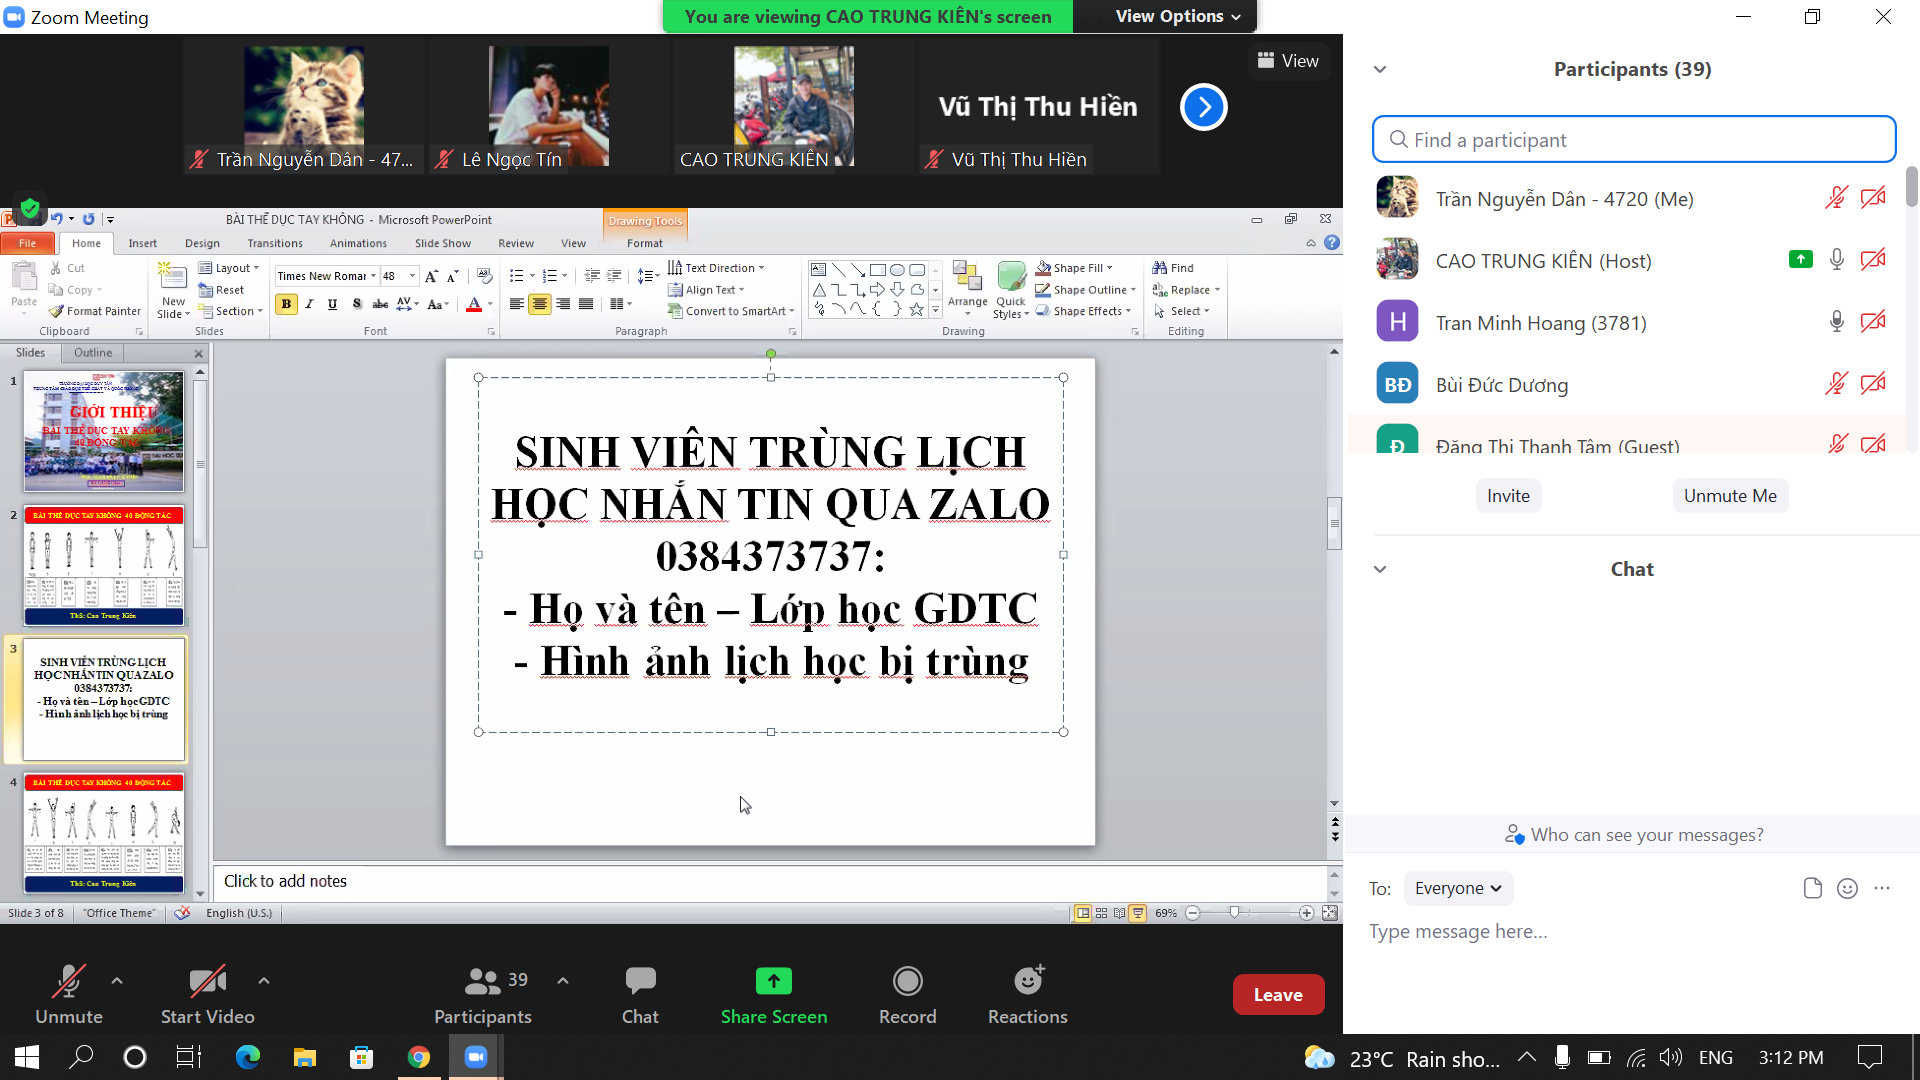 Zoom Meeting
You are viewing CAO TRUNG KIÊN's screen
View Options
View
Trần Nguyễn Dân - 47...
Lê Ngọc Tín
CAO TRUNG KIÊN
Vũ Thị Thu Hiền
Vũ Thị Thu Hiền
BÀI THỂ DỤC TAY KHÔNG - Microsoft PowerPoint
Drawing Tools
File
Home
Insert
Design
Transitions
Animations
Slide Show
Review
View
Format
Paste
Cut
Copy
Format Painter
Clipboard
New Slide
Layout
Reset
Section
Slides
Times New Roman
48
B I U S abc AV Aa A
Font
Text Direction
Align Text
Convert to SmartArt
Paragraph
Arrange
Quick Styles
Shape Fill
Shape Outline
Shape Effects
Drawing
Find
Replace
Select
Editing
Slides
Outline
1
GIỚI THIỆU
BÀI THỂ DỤC TAY KHÔNG
40 ĐỘNG TÁC
2
BÀI THỂ DỤC TAY KHÔNG 40 ĐỘNG TÁC
ThS: Cao Trung Kiên
3
SINH VIÊN TRÙNG LỊCH
HỌC NHẮN TIN QUA ZALO
0384373737:
- Họ và tên – Lớp học GDTC
- Hình ảnh lịch học bị trùng
4
BÀI THỂ DỤC TAY KHÔNG 40 ĐỘNG TÁC
ThS: Cao Trung Kiên
SINH VIÊN TRÙNG LỊCH
HỌC NHẮN TIN QUA ZALO
0384373737:
- Họ và tên – Lớp học GDTC
- Hình ảnh lịch học bị trùng
Click to add notes
Slide 3 of 8
"Office Theme"
English (U.S.)
69%
Unmute
Start Video
39
Participants
Chat
Share Screen
Record
Reactions
Leave
Participants (39)
Find a participant
Trần Nguyễn Dân - 4720 (Me)
CAO TRUNG KIÊN (Host)
H
Tran Minh Hoang (3781)
BĐ
Bùi Đức Dương
Đ
Đặng Thị Thanh Tâm (Guest)
Invite
Unmute Me
Chat
Who can see your messages?
To:
Everyone
Type message here...
23°C Rain sho...
ENG
3:12 PM